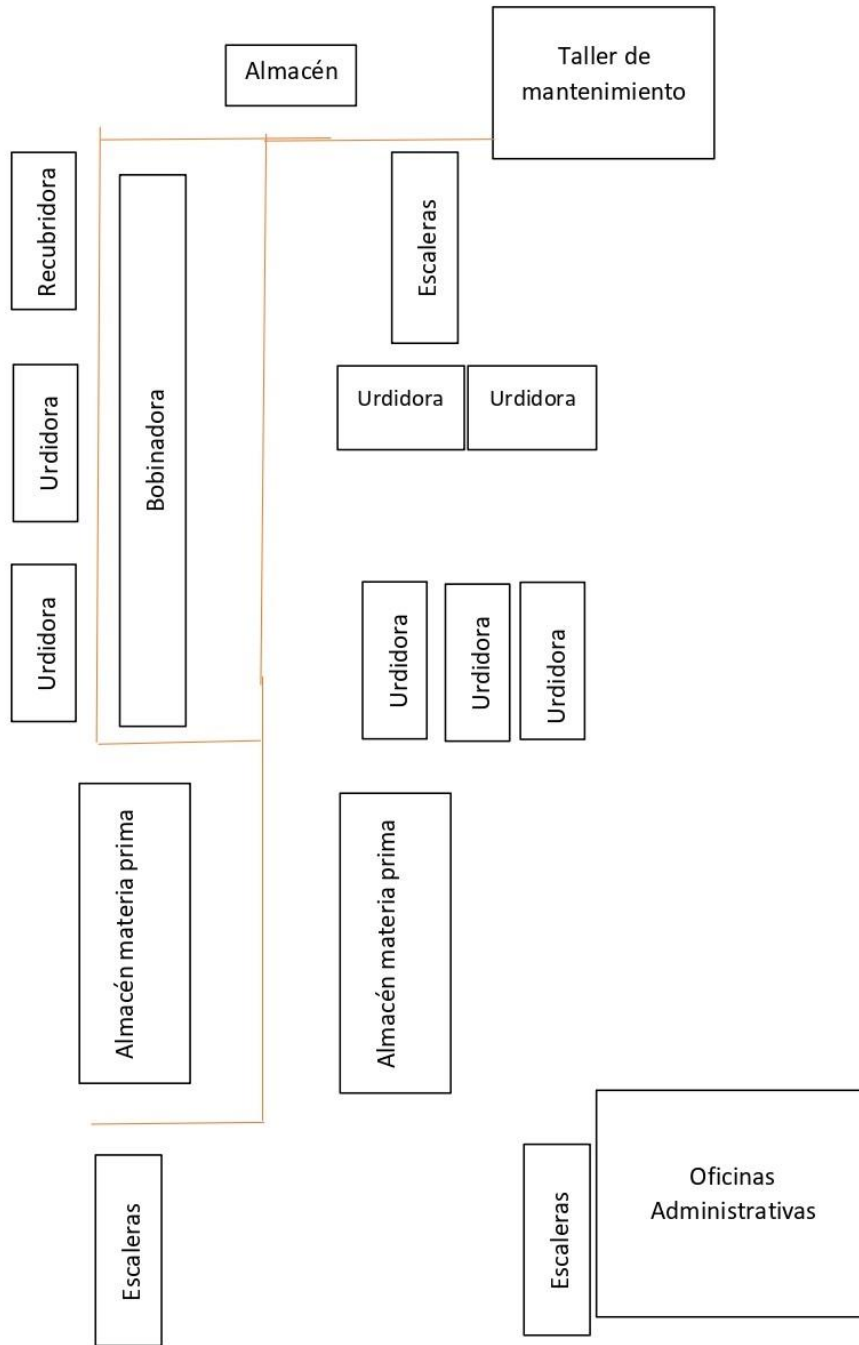 Almacén
Taller de
mantenimiento
Recubridora
Bobinadora
Escaleras
Urdidora
Urdidora
Urdidora
Urdidora
Urdidora
Urdidora
Urdidora
Almacén materia prima
Almacén materia prima
Escaleras
Escaleras
Oficinas
Administrativas